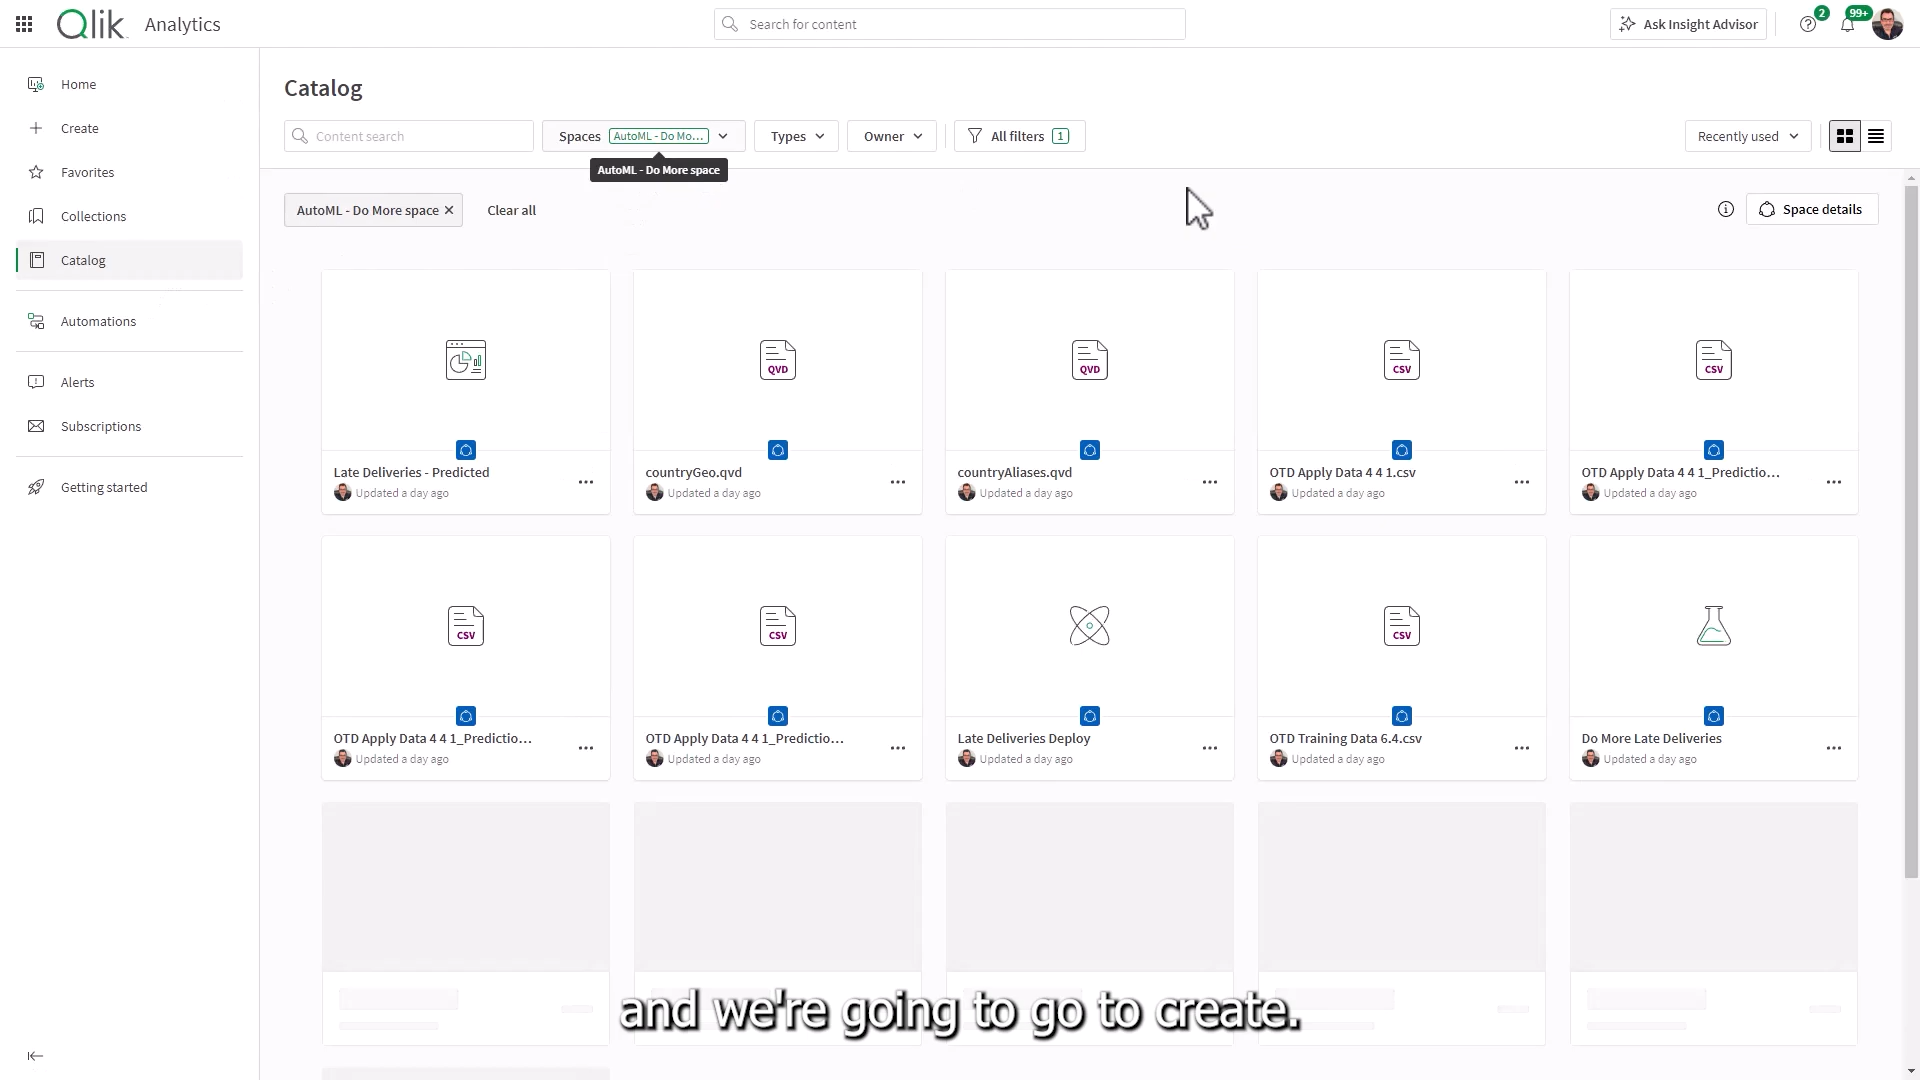 Qlik Analytics
Search for content
Ask Insight Advisor
2
99+
Home
Create
Favorites
Collections
Catalog
Automations
Alerts
Subscriptions
Getting started
Catalog
Content search
Spaces AutoML - Do Mo...
Types
Owner
All filters 1
Recently used
AutoML - Do More space
AutoML - Do More space
Clear all
Space details
QVD
QVD
CSV
CSV
Late Deliveries - Predicted
Updated a day ago
countryGeo.qvd
Updated a day ago
countryAliases.qvd
Updated a day ago
OTD Apply Data 4 4 1.csv
Updated a day ago
OTD Apply Data 4 4 1_Predictio...
Updated a day ago
CSV
CSV
CSV
OTD Apply Data 4 4 1_Predictio...
Updated a day ago
OTD Apply Data 4 4 1_Predictio...
Updated a day ago
Late Deliveries Deploy
Updated a day ago
OTD Training Data 6.4.csv
Updated a day ago
Do More Late Deliveries
Updated a day ago
and we're going to go to create.